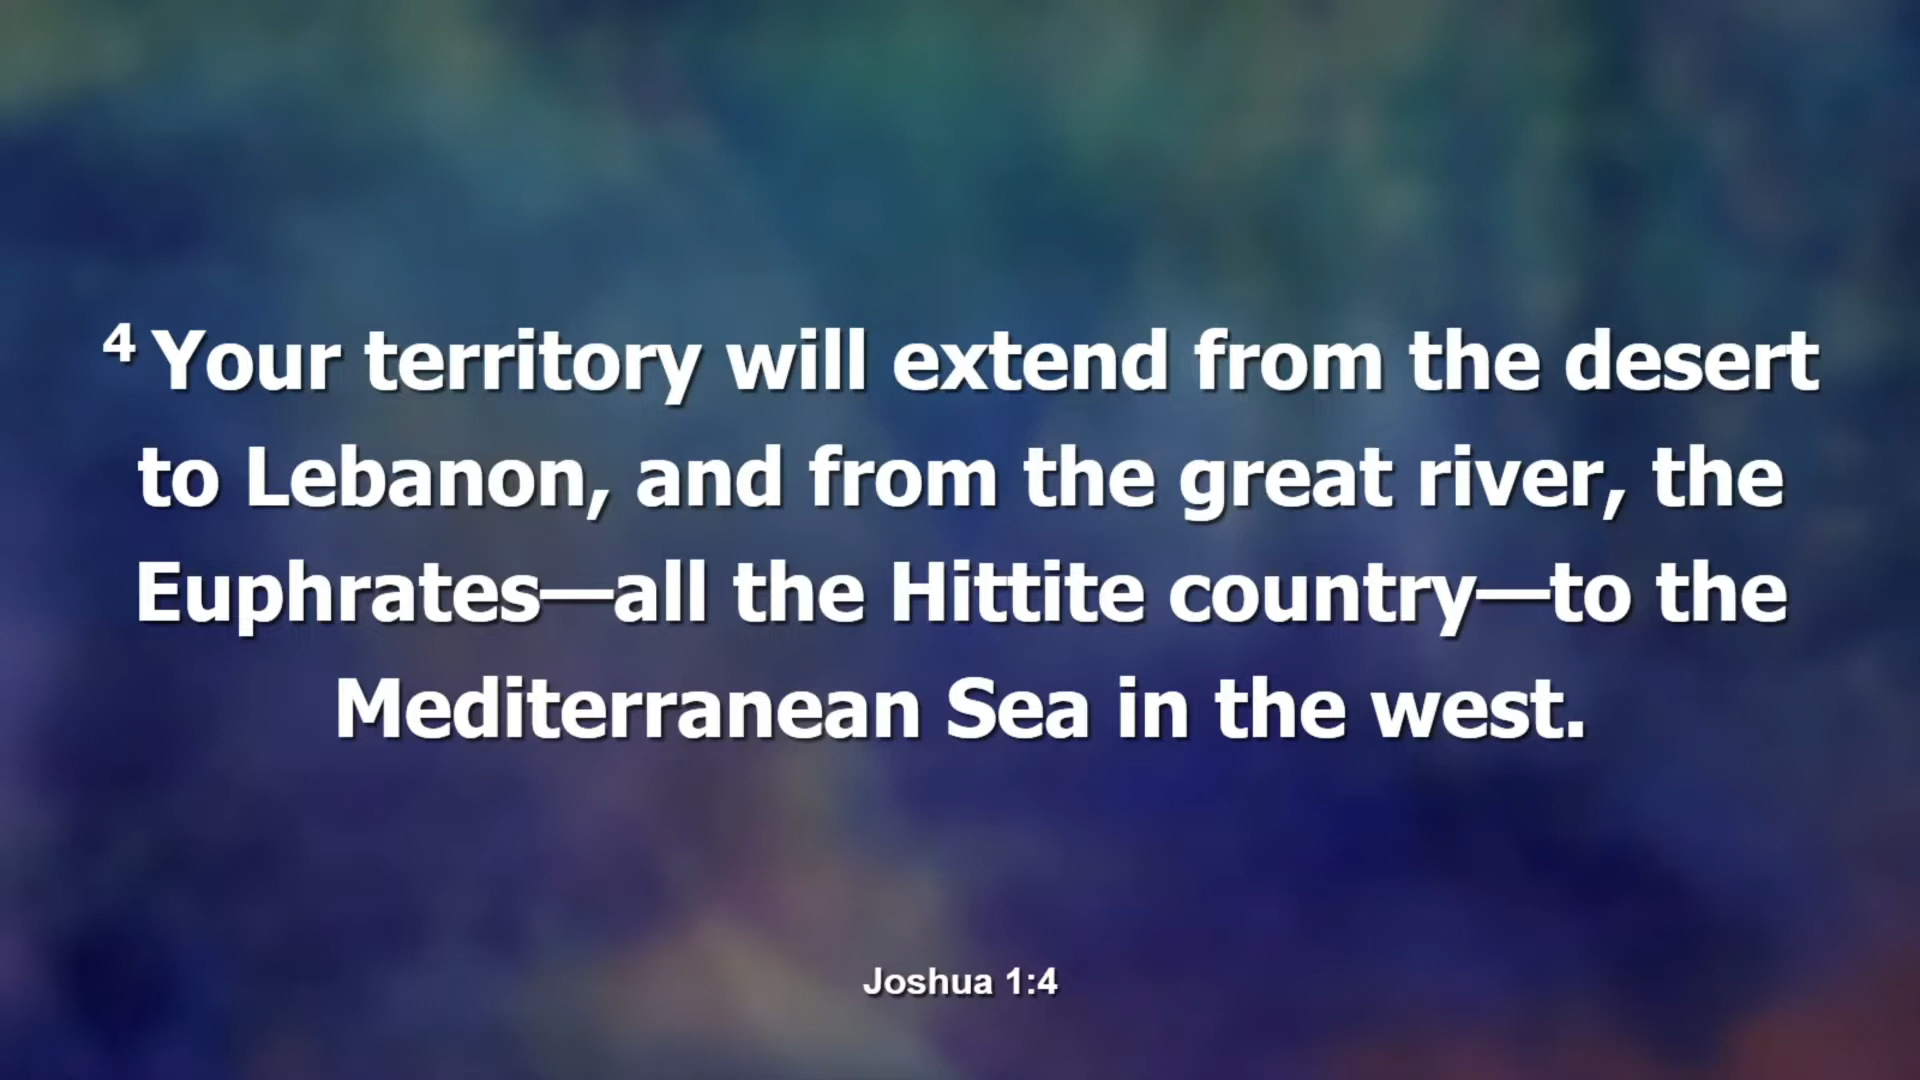 4 Your territory will extend from the desert
to Lebanon, and from the great river, the
Euphrates—all the Hittite country—to the
Mediterranean Sea in the west.
Joshua 1:4